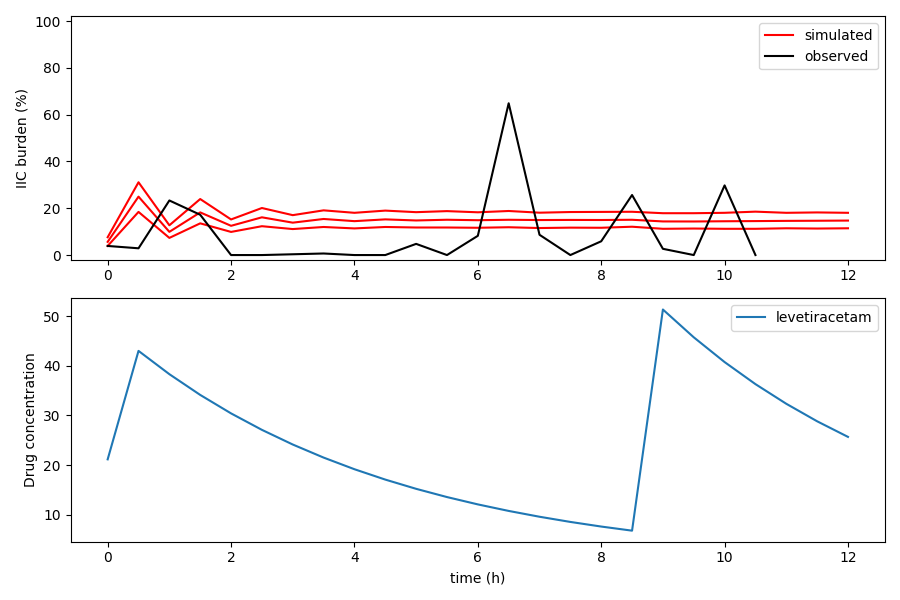 100
80
60
40
20
0
IIC burden (%)
simulated
observed
0 2 4 6 8 10 12
50
40
30
20
10
Drug concentration
levetiracetam
0 2 4 6 8 10 12
time (h)